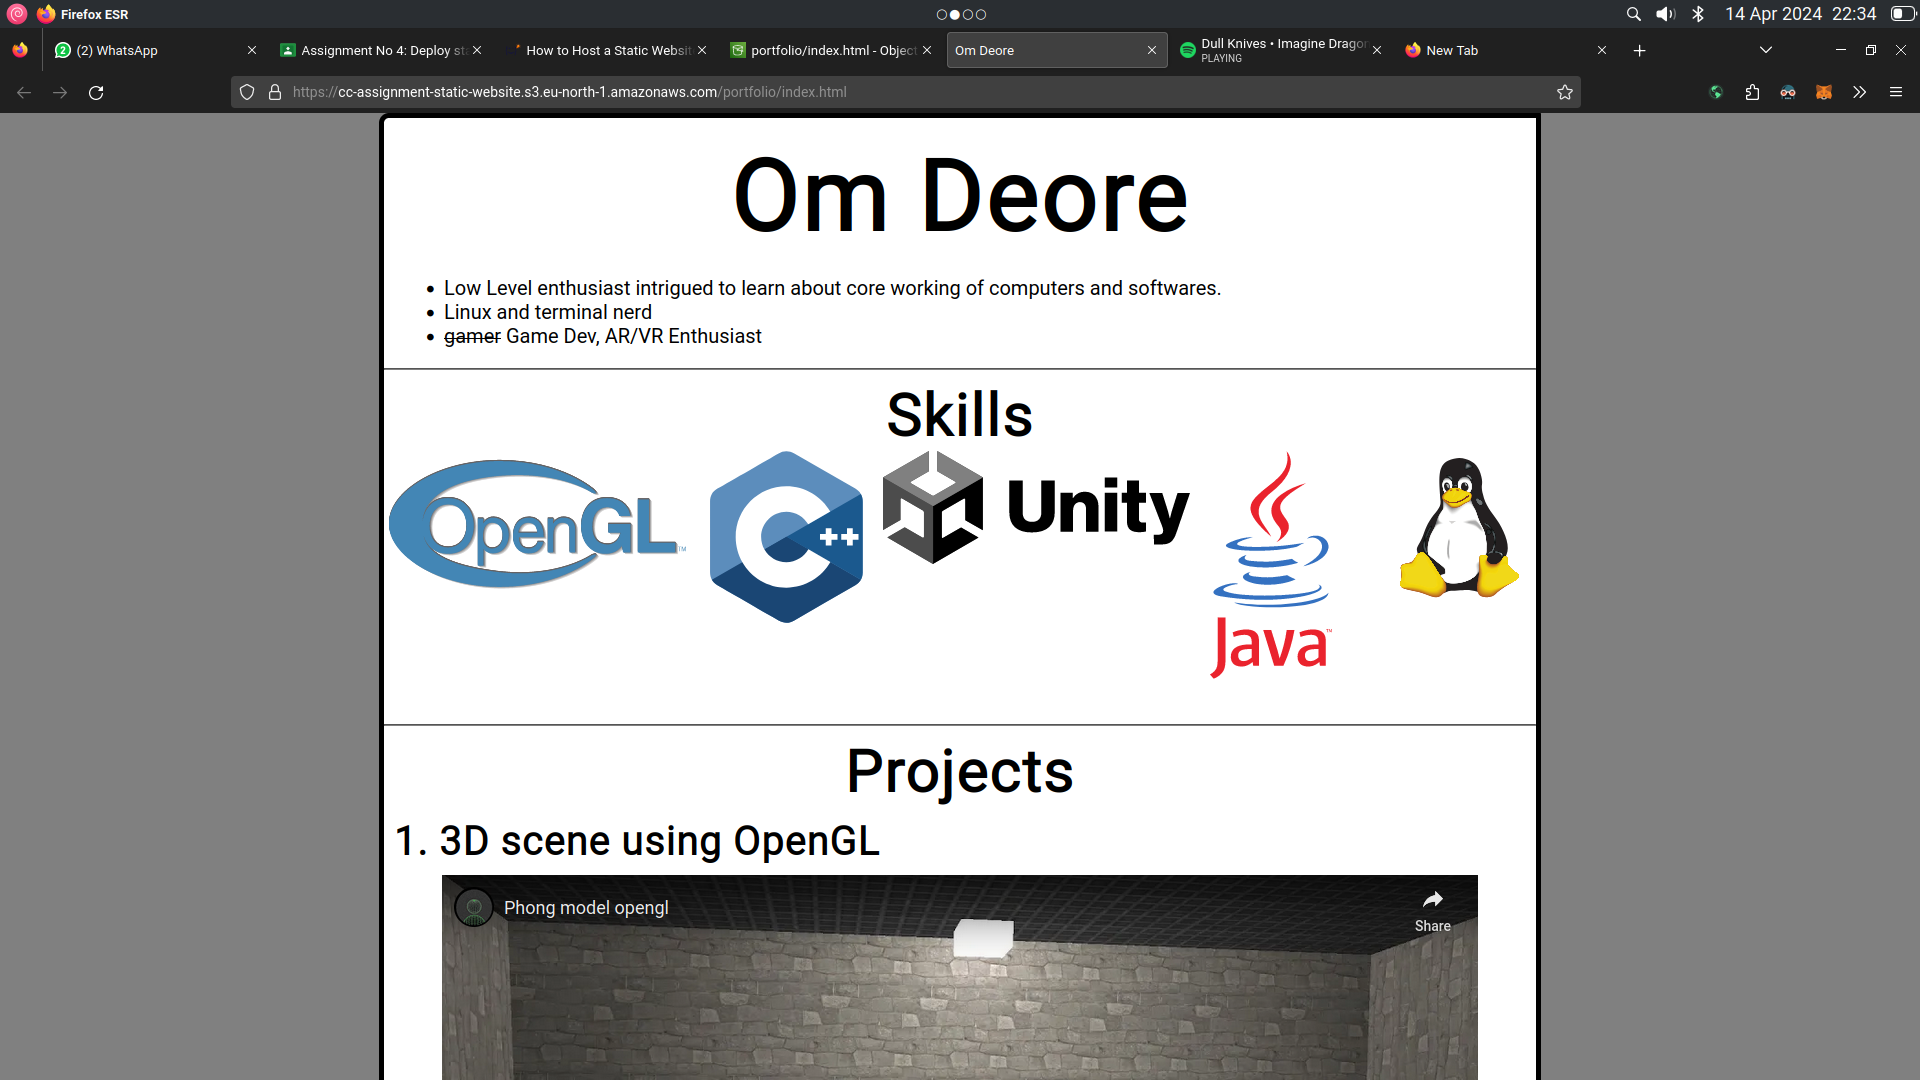 Firefox ESR
14 Apr 2024 22:34
(2) WhatsApp
Assignment No 4: Deploy st
How to Host a Static Websit
portfolio/index.html - Object
Om Deore
Dull Knives • Imagine Dragon
PLAYING
New Tab
https://cc-assignment-static-website.s3.eu-north-1.amazonaws.com/portfolio/index.html
Om Deore
Low Level enthusiast intrigued to learn about core working of computers and softwares.
Linux and terminal nerd
gamer Game Dev, AR/VR Enthusiast
Skills
OpenGL™
C++
Unity
Java™
Projects
1. 3D scene using OpenGL
Phong model opengl
Share